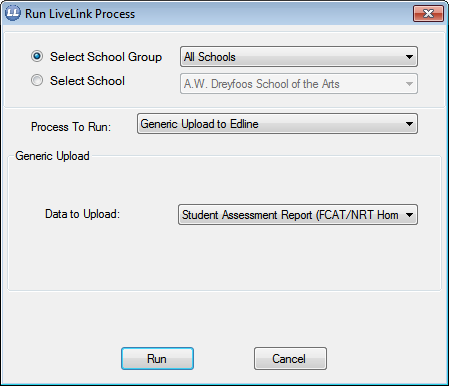 LL Run LiveLink Process
Select School Group All Schools
Select School A.W. Dreyfoos School of the Arts
Process To Run: Generic Upload to Edline
Generic Upload
Data to Upload: Student Assessment Report (FCAT/NRT Hom
Run Cancel